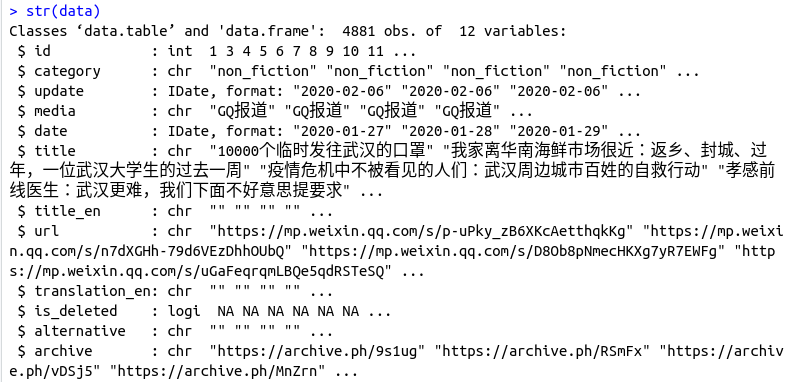 > str(data)
Classes ‘data.table’ and 'data.frame':  4881 obs. of  12 variables:
 $ id            : int  1 3 4 5 6 7 8 9 10 11 ...
 $ category      : chr  "non_fiction" "non_fiction" "non_fiction" "non_fiction" ...
 $ update        : IDate, format: "2020-02-06" "2020-02-06" "2020-02-06" ...
 $ media         : chr  "GQ报道" "GQ报道" "GQ报道" "GQ报道" ...
 $ date          : IDate, format: "2020-01-27" "2020-01-28" "2020-01-29" ...
 $ title         : chr  "10000个临时发往武汉的口罩" "我家离华南海鲜市场很近：返乡、封城、过
年，一位武汉大学生的过去一周" "疫情危机中不被看见的人们：武汉周边城市百姓的自救行动" "孝感前
线医生：武汉更难，我们下面不好意思提要求" ...
 $ title_en      : chr  "" "" "" "" ...
 $ url           : chr  "https://mp.weixin.qq.com/s/p-uPky_zB6XKcAetthqkKg" "https://mp.weixi
n.qq.com/s/n7dXGHh-79d6VEzDhhOUbQ" "https://mp.weixin.qq.com/s/D8Ob8pNmecHKXg7yR7EWFg" "http
s://mp.weixin.qq.com/s/uGaFeqrqmLBQe5qdRSTeSQ" ...
 $ translation_en: chr  "" "" "" "" ...
 $ is_deleted    : logi  NA NA NA NA NA NA ...
 $ alternative   : chr  "" "" "" "" ...
 $ archive       : chr  "https://archive.ph/9s1ug" "https://archive.ph/RSmFx" "https://archiv
e.ph/vDSj5" "https://archive.ph/MnZrn" ...